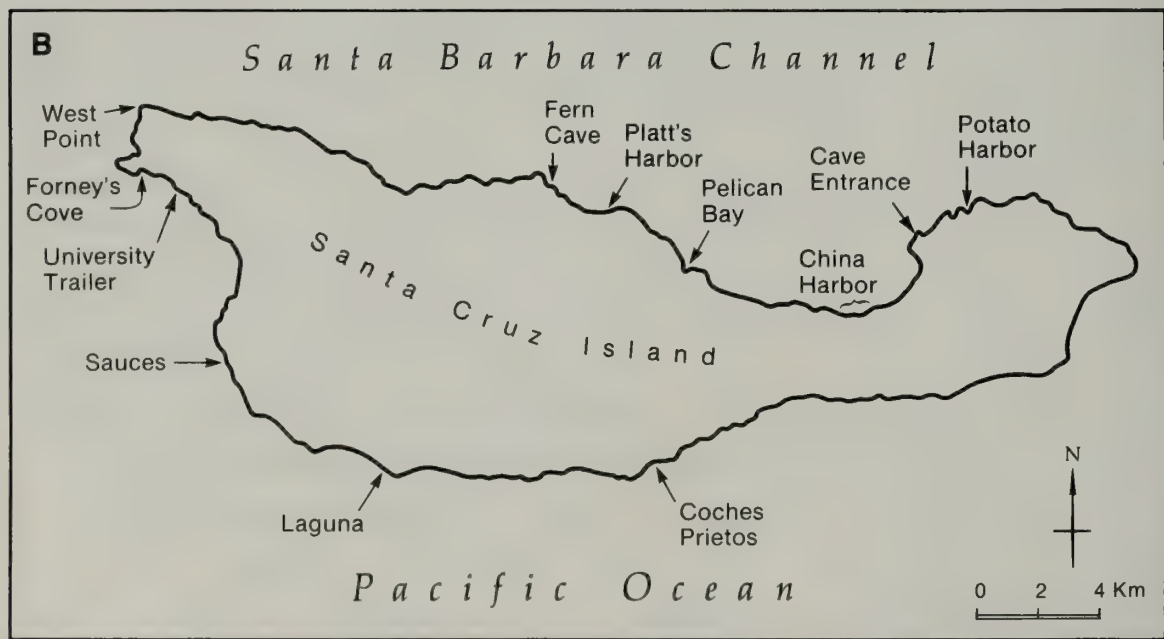 B
Santa Barbara Channel
West
Point
Fern
Cave
Platt's
Harbor
Potato
Harbor
Cave
Entrance
Forney's
Cove
Pelican
Bay
University
Trailer
China
Harbor
Santa Cruz Island
Sauces
N
Laguna
Coches
Prietos
Pacific Ocean
0 2 4 Km